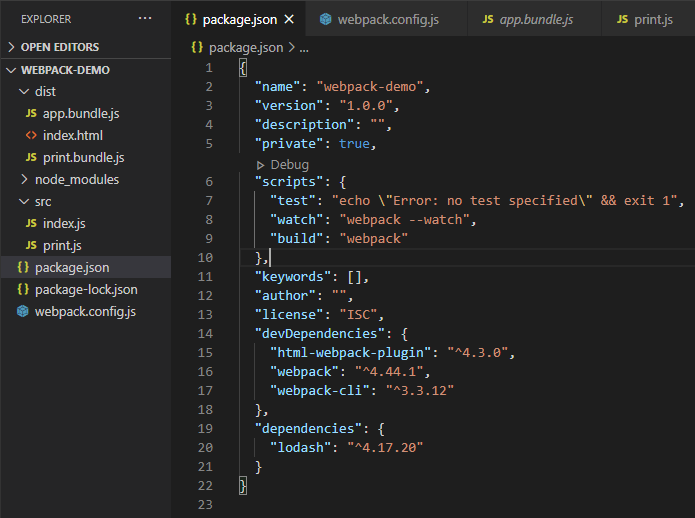 EXPLORER ...
OPEN EDITORS
WEBPACK-DEMO
dist
JS app.bundle.js
<> index.html
JS print.bundle.js
node_modules
src
JS index.js
JS print.js
{} package.json
{} package-lock.json
webpack.config.js
{} package.json × webpack.config.js JS app.bundle.js JS print.js
{} package.json > ...
1 {
2   "name": "webpack-demo",
3   "version": "1.0.0",
4   "description": "",
5   "private": true,
Debug
6   "scripts": {
7     "test": "echo \"Error: no test specified\" && exit 1",
8     "watch": "webpack --watch",
9     "build": "webpack"
10   },
11   "keywords": [],
12   "author": "",
13   "license": "ISC",
14   "devDependencies": {
15     "html-webpack-plugin": "^4.3.0",
16     "webpack": "^4.44.1",
17     "webpack-cli": "^3.3.12"
18   },
19   "dependencies": {
20     "lodash": "^4.17.20"
21   }
22 }
23